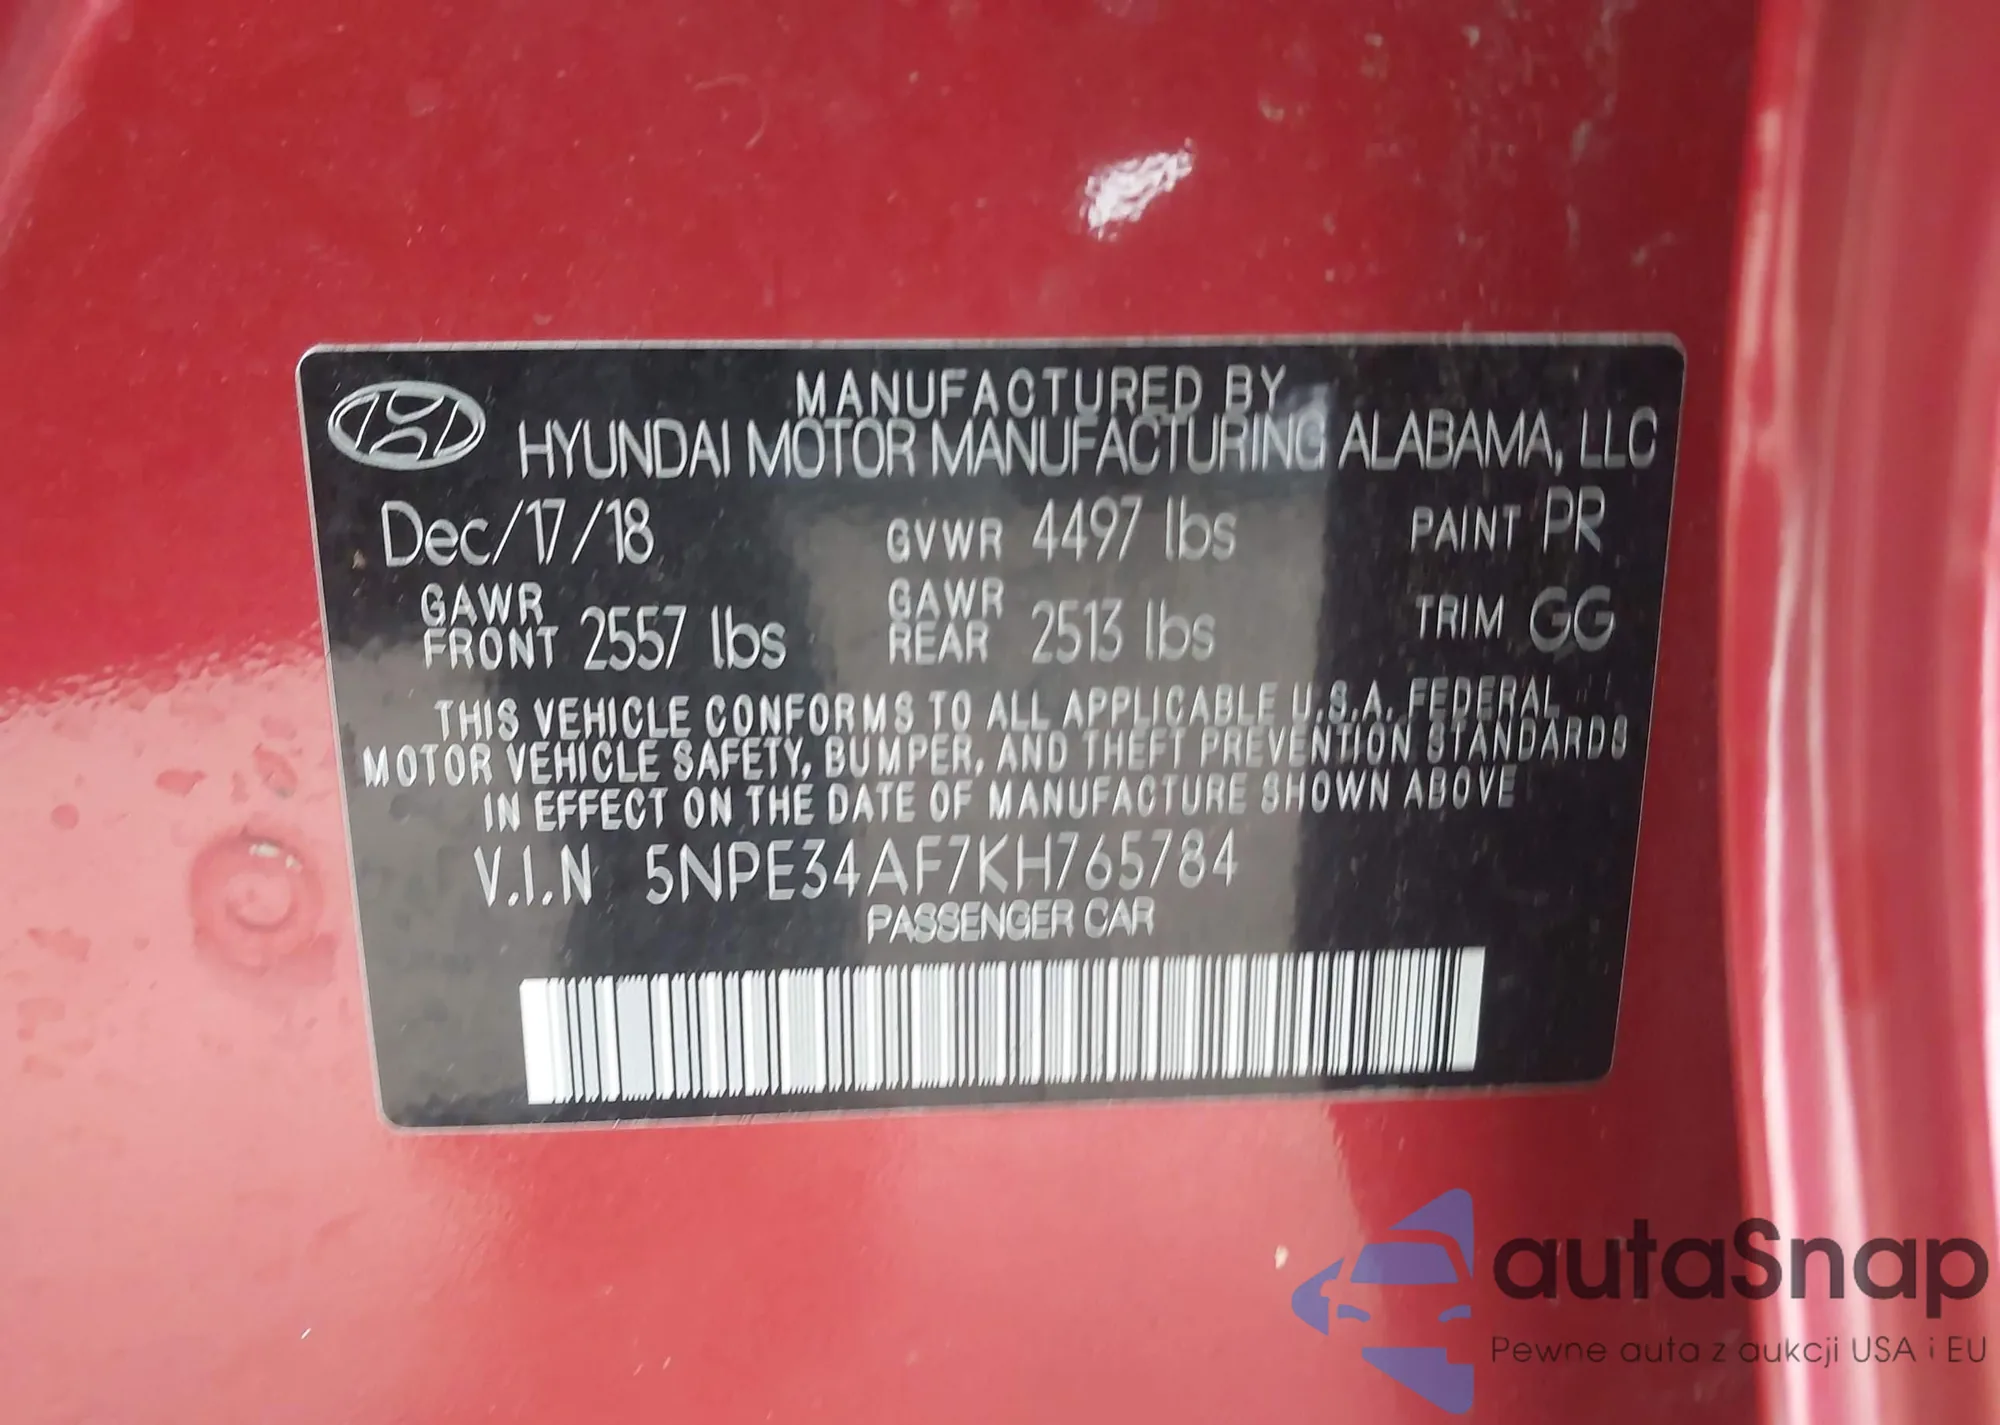 MANUFACTURED BY
HYUNDAI MOTOR MANUFACTURING ALABAMA, LLC
Dec/17/18 GVWR 4497 lbs PAINT PR
GAWR FRONT 2557 lbs GAWR REAR 2513 lbs TRIM GG
THIS VEHICLE CONFORMS TO ALL APPLICABLE U.S.A. FEDERAL
MOTOR VEHICLE SAFETY, BUMPER, AND THEFT PREVENTION STANDARDS
IN EFFECT ON THE DATE OF MANUFACTURE SHOWN ABOVE
V.I.N 5NPE34AF7KH765784
PASSENGER CAR
autaSnap
Pewne auta z aukcji USA i EU